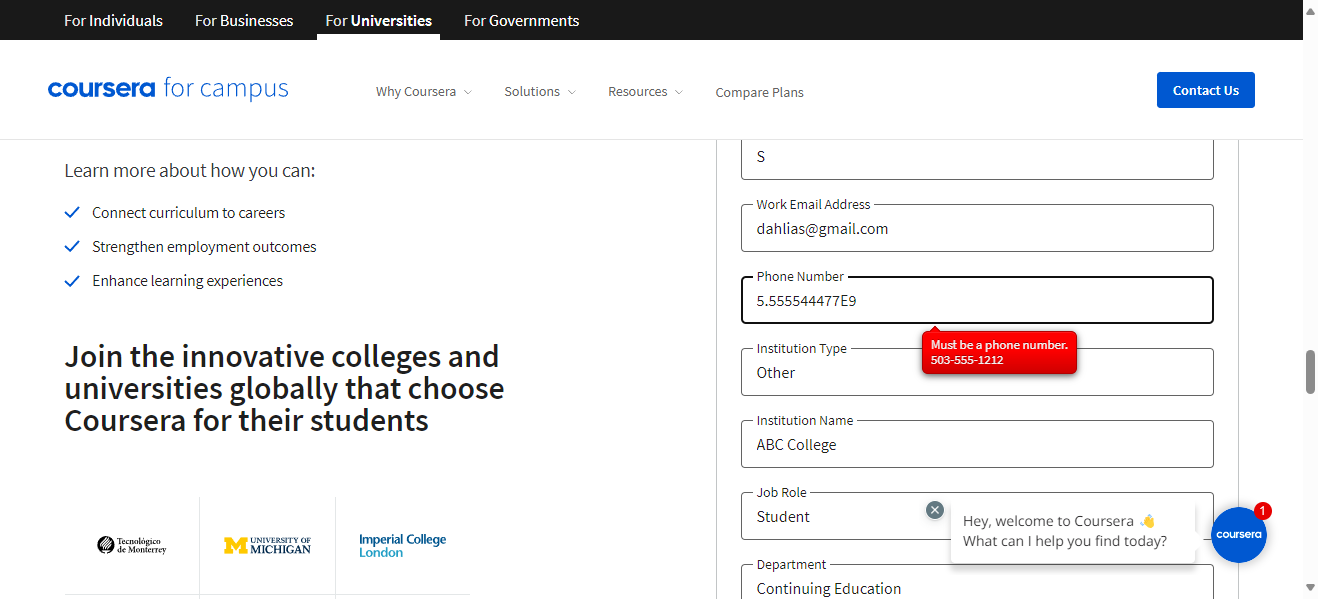 For Individuals For Businesses For Universities For Governments
coursera for campus Why Coursera Solutions Resources Compare Plans Contact Us
Learn more about how you can:
Connect curriculum to careers
Strengthen employment outcomes
Enhance learning experiences
Join the innovative colleges and
universities globally that choose
Coursera for their students
Tecnológico
de Monterrey
M UNIVERSITY OF
MICHIGAN
Imperial College
London
S
Work Email Address
dahlias@gmail.com
Phone Number
5.555544477E9
Must be a phone number.
503-555-1212
Institution Type
Other
Institution Name
ABC College
Job Role
Student
Department
Continuing Education
Hey, welcome to Coursera 👋
What can I help you find today?
1
coursera